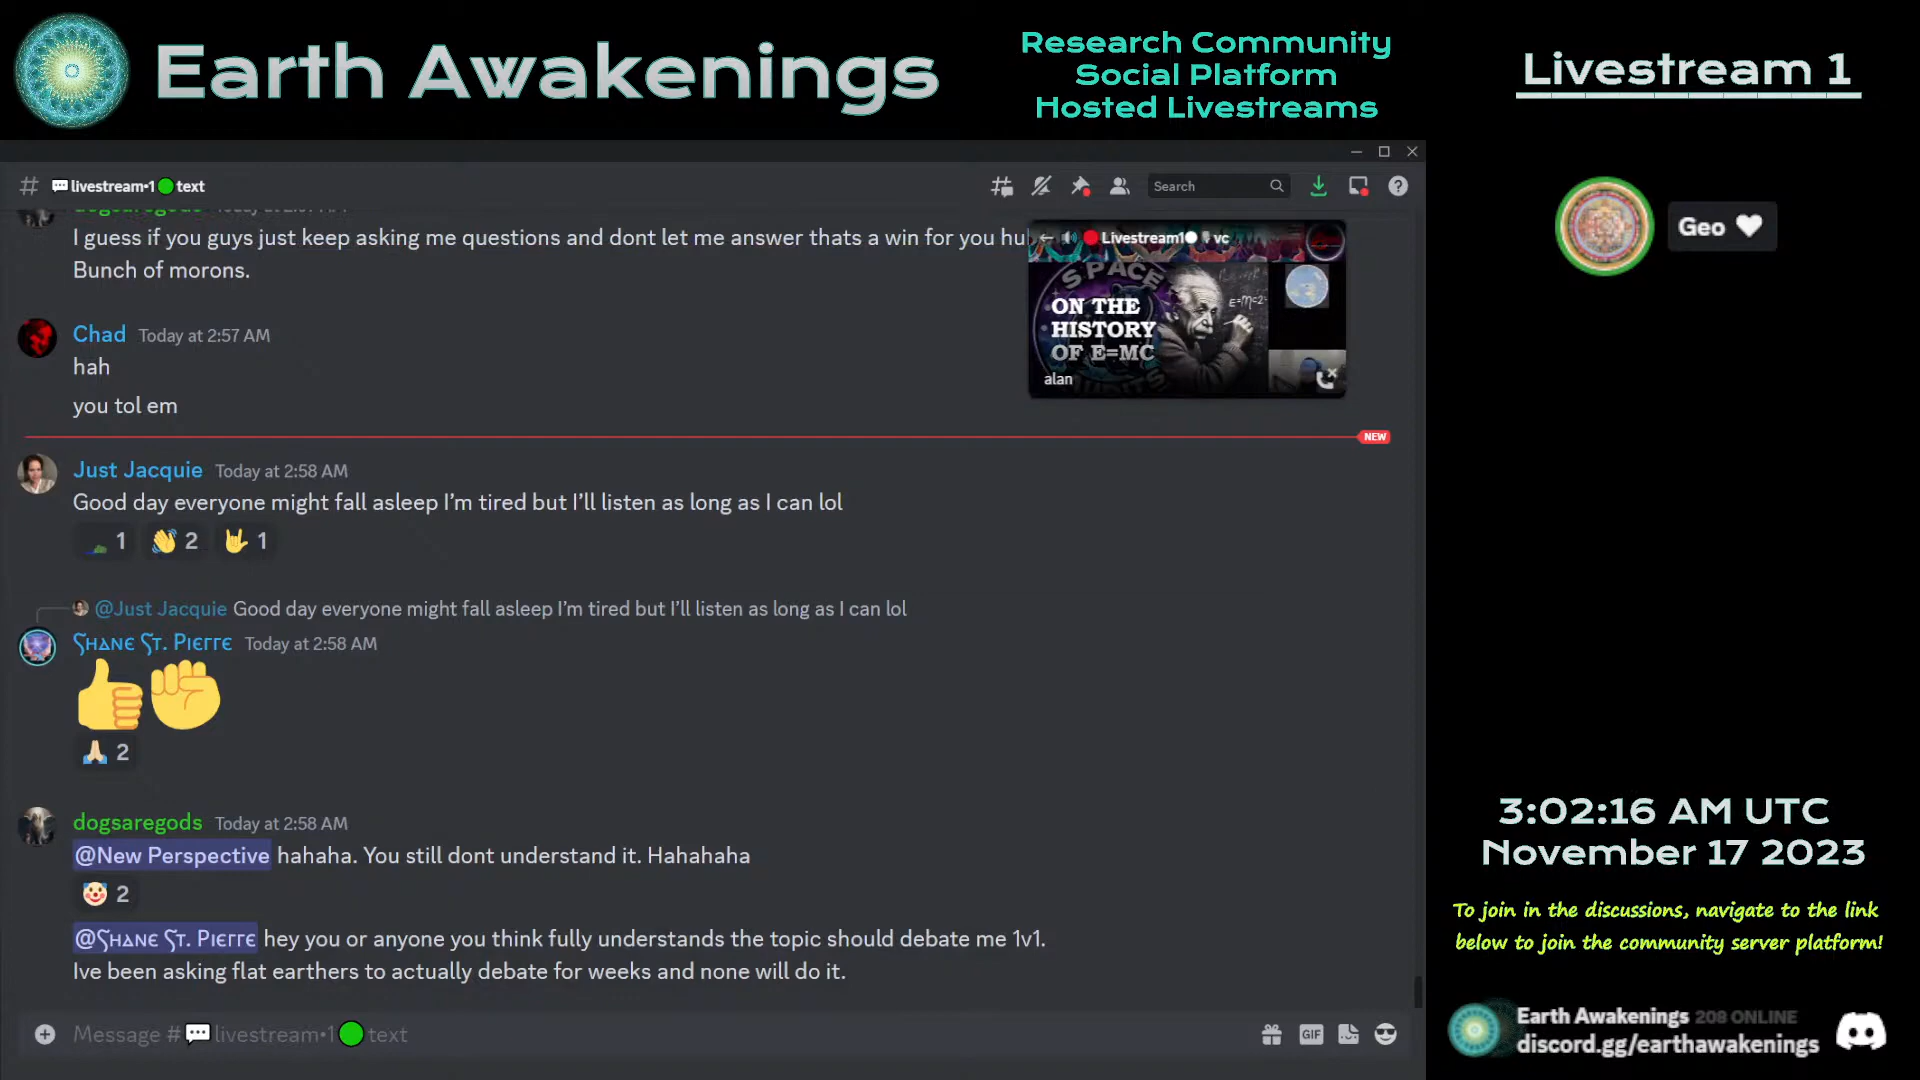 Earth Awakenings
Research Community
Social Platform
Hosted Livestreams
Livestream 1
livestream•1 text
Search
I guess if you guys just keep asking me questions and dont let me answer thats a win for you hu
Bunch of morons.
Livestream1 vc
SPACE
AUDITS
ON THE
HISTORY
OF E=MC
E=mc2
alan
Geo
Chad Today at 2:57 AM
hah
you tol em
NEW
Just Jacquie Today at 2:58 AM
Good day everyone might fall asleep I’m tired but I’ll listen as long as I can lol
1 2 1
@Just Jacquie Good day everyone might fall asleep I’m tired but I’ll listen as long as I can lol
Shane St. Pierre Today at 2:58 AM
2
dogsaregods Today at 2:58 AM
@New Perspective hahaha. You still dont understand it. Hahahaha
2
@Shane St. Pierre hey you or anyone you think fully understands the topic should debate me 1v1.
Ive been asking flat earthers to actually debate for weeks and none will do it.
Message # livestream•1 text
GIF
3:02:16 AM UTC
November 17 2023
To join in the discussions, navigate to the link
below to join the community server platform!
Earth Awakenings 208 ONLINE
discord.gg/earthawakenings